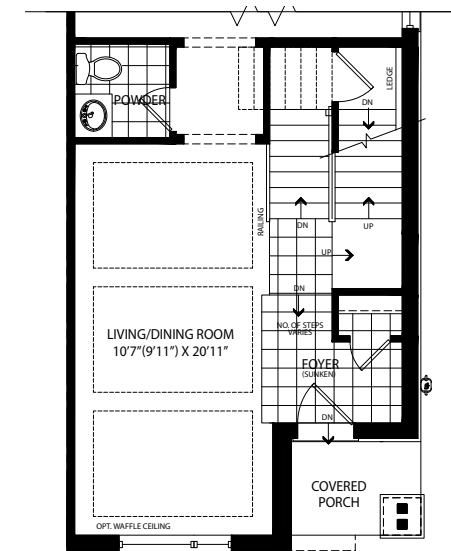 LEDGE
POWDER
DN
RAILING
DN
UP
UP
DN
NO. OF STEPS
VARIES
LIVING/DINING ROOM
10'7"(9'11") X 20'11"
FOYER
(SUNKEN)
DN
COVERED
PORCH
OPT. WAFFLE CEILING